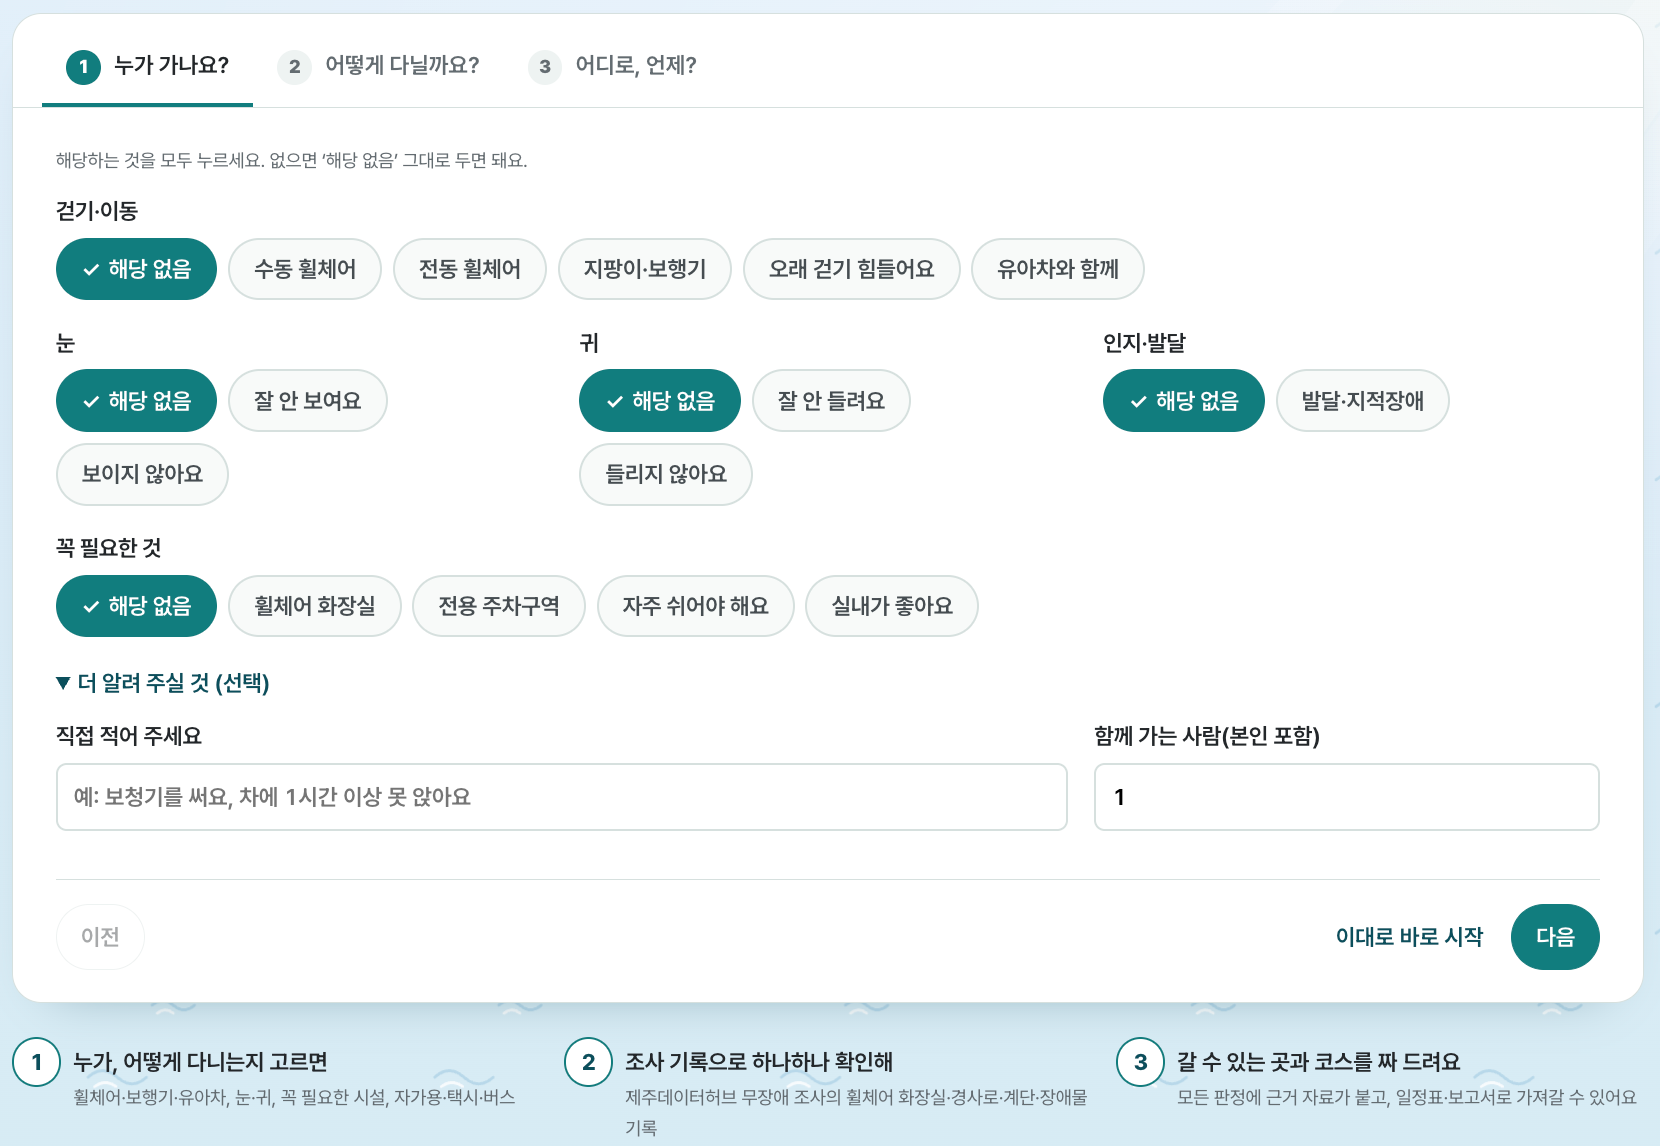 1 누가 가나요? 2 어떻게 다닐까요? 3 어디로, 언제?
해당하는 것을 모두 누르세요. 없으면 '해당 없음' 그대로 두면 돼요.
걷기·이동
✓ 해당 없음 수동 휠체어 전동 휠체어 지팡이·보행기 오래 걷기 힘들어요 유아차와 함께
눈
✓ 해당 없음 잘 안 보여요
보이지 않아요
귀
✓ 해당 없음 잘 안 들려요
들리지 않아요
인지·발달
✓ 해당 없음 발달·지적장애
꼭 필요한 것
✓ 해당 없음 휠체어 화장실 전용 주차구역 자주 쉬어야 해요 실내가 좋아요
▼ 더 알려 주실 것 (선택)
직접 적어 주세요
예: 보청기를 써요, 차에 1시간 이상 못 앉아요
함께 가는 사람(본인 포함)
1
이전 이대로 바로 시작 다음
1 누가, 어떻게 다니는지 고르면
휠체어·보행기·유아차, 눈·귀, 꼭 필요한 시설, 자가용·택시·버스
2 조사 기록으로 하나하나 확인해
제주데이터허브 무장애 조사의 휠체어 화장실·경사로·계단·장애물
기록
3 갈 수 있는 곳과 코스를 짜 드려요
모든 판정에 근거 자료가 붙고, 일정표·보고서로 가져갈 수 있어요